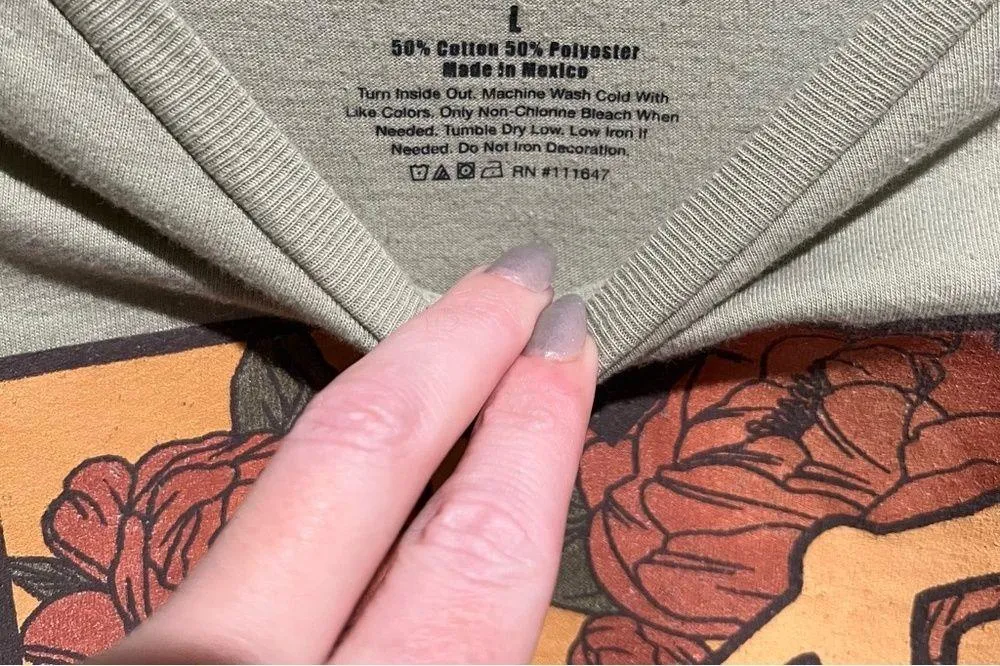 L
50% Cotton 50% Polyester
Made in Mexico
Turn Inside Out. Machine Wash Cold With
Like Colors. Only Non-Chlorine Bleach When
Needed. Tumble Dry Low. Low Iron If
Needed. Do Not Iron Decoration.
RN #111647